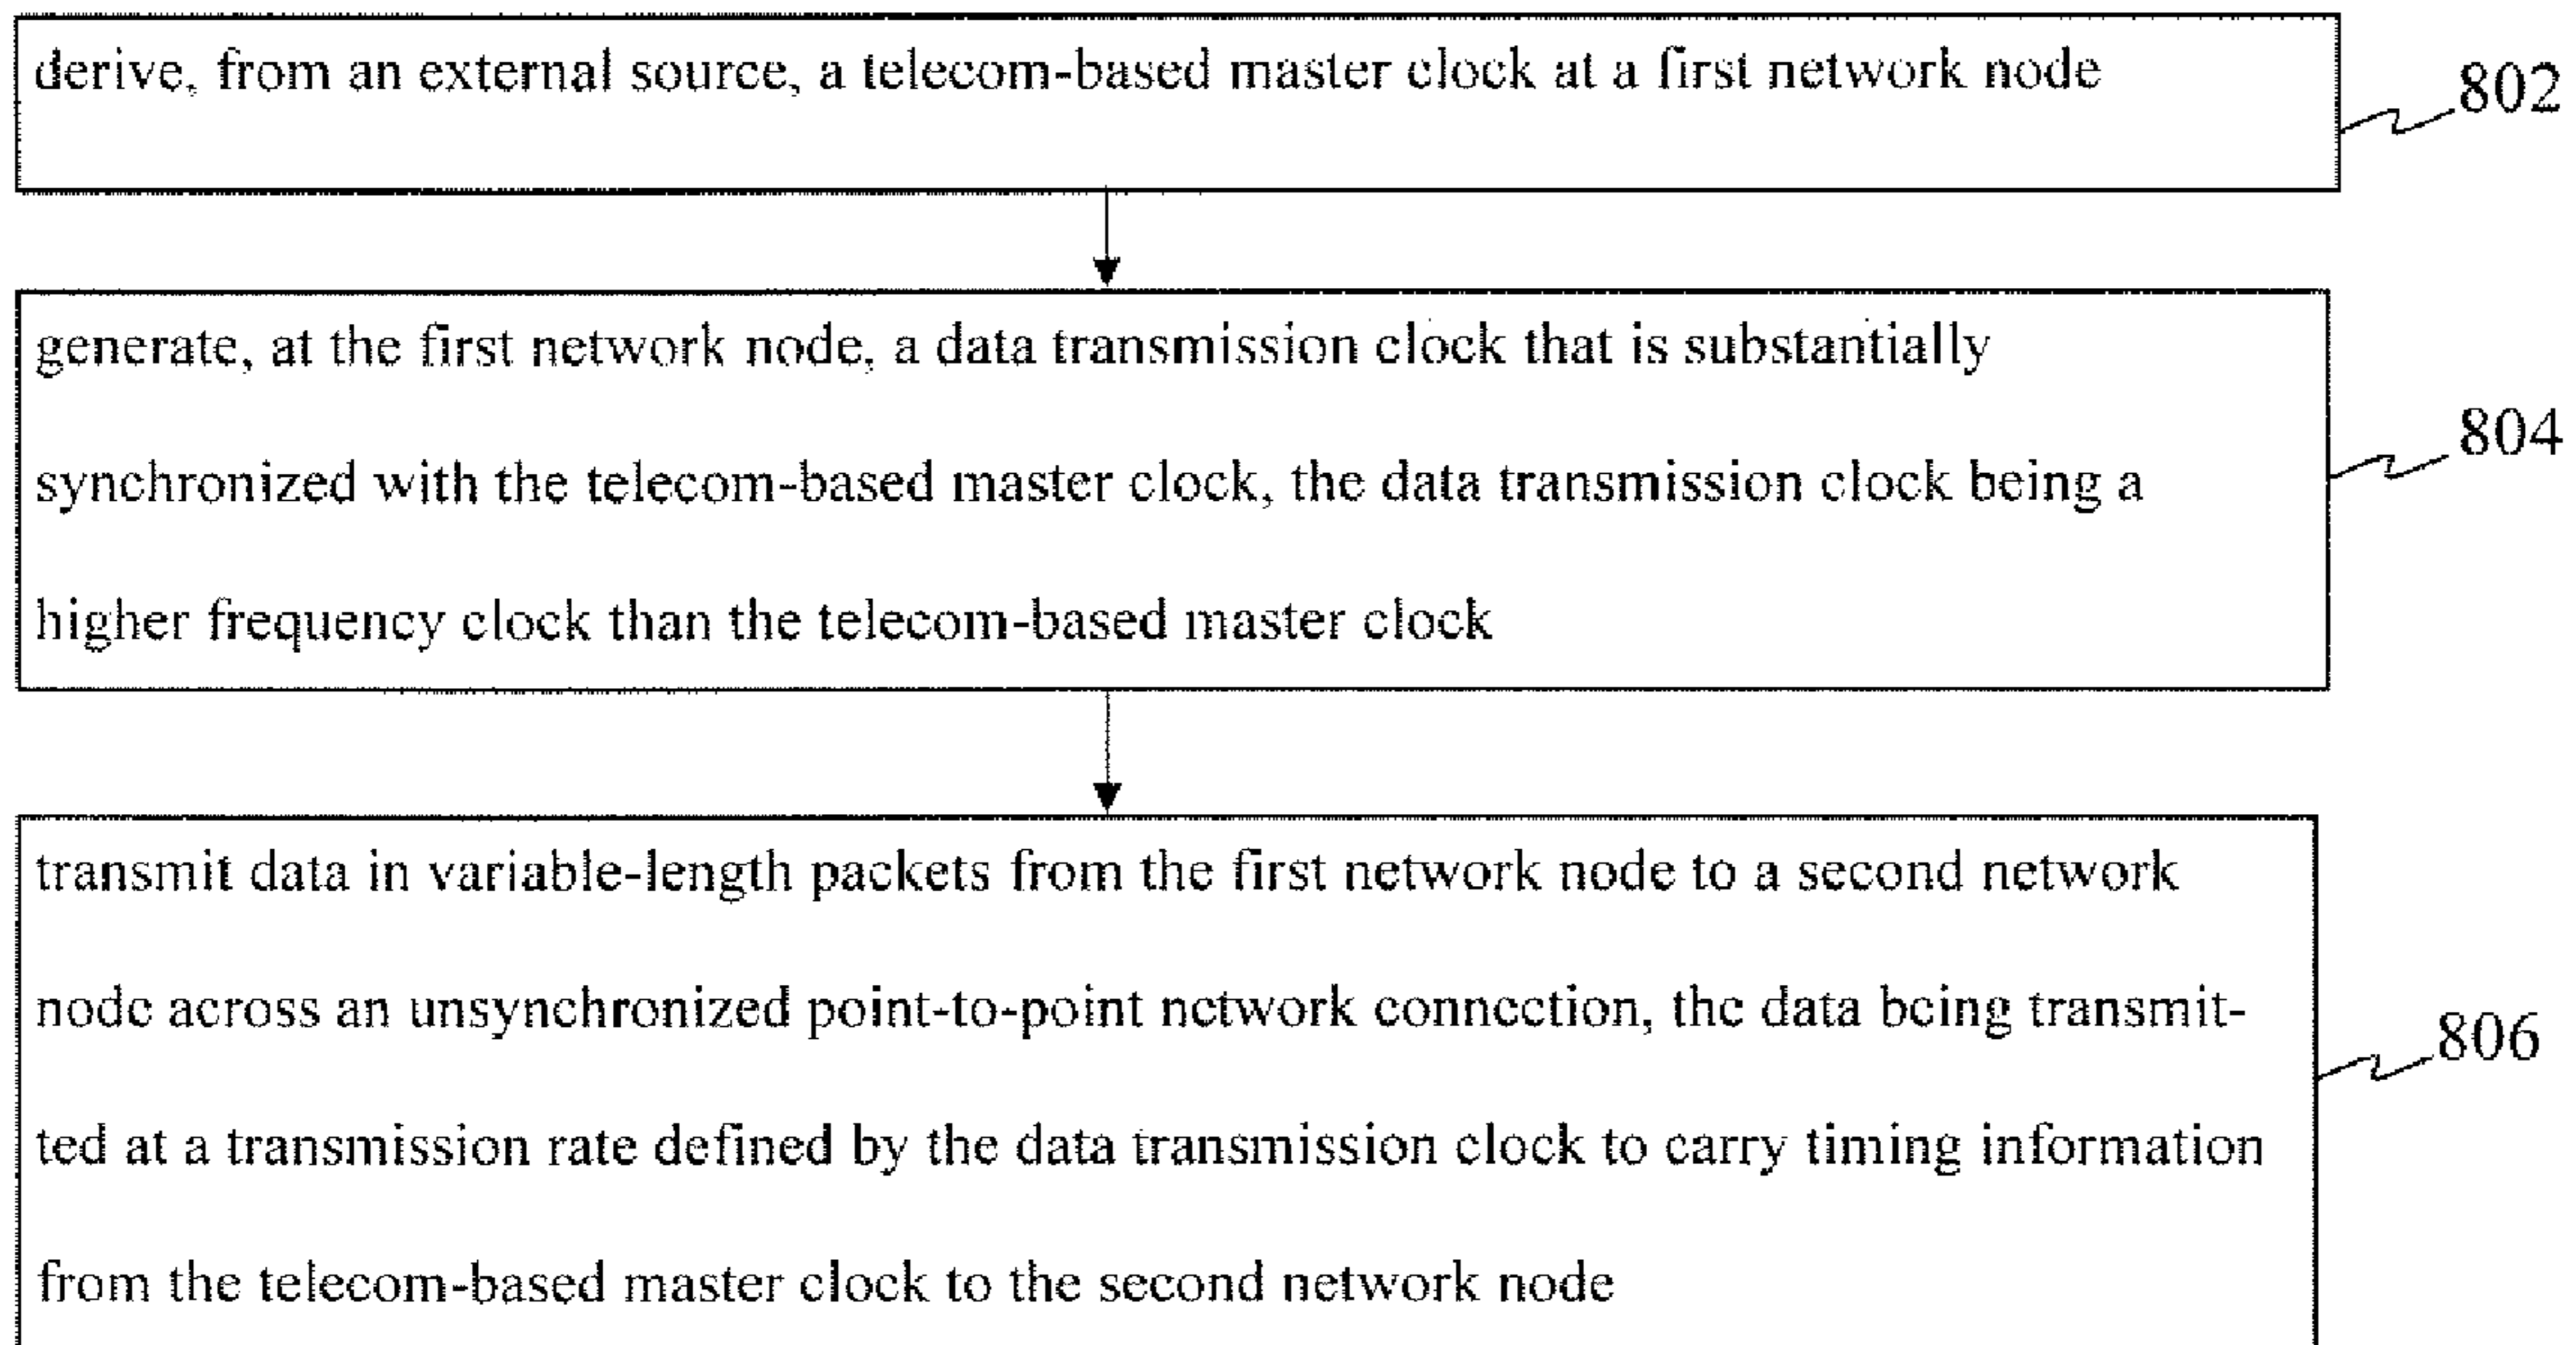 derive, from an external source, a telecom-based master clock at a first network node
802
generate, at the first network node, a data transmission clock that is substantially
synchronized with the telecom-based master clock, the data transmission clock being a
higher frequency clock than the telecom-based master clock
804
transmit data in variable-length packets from the first network node to a second network
node across an unsynchronized point-to-point network connection, the data being transmit-
ted at a transmission rate defined by the data transmission clock to carry timing information
from the telecom-based master clock to the second network node
806